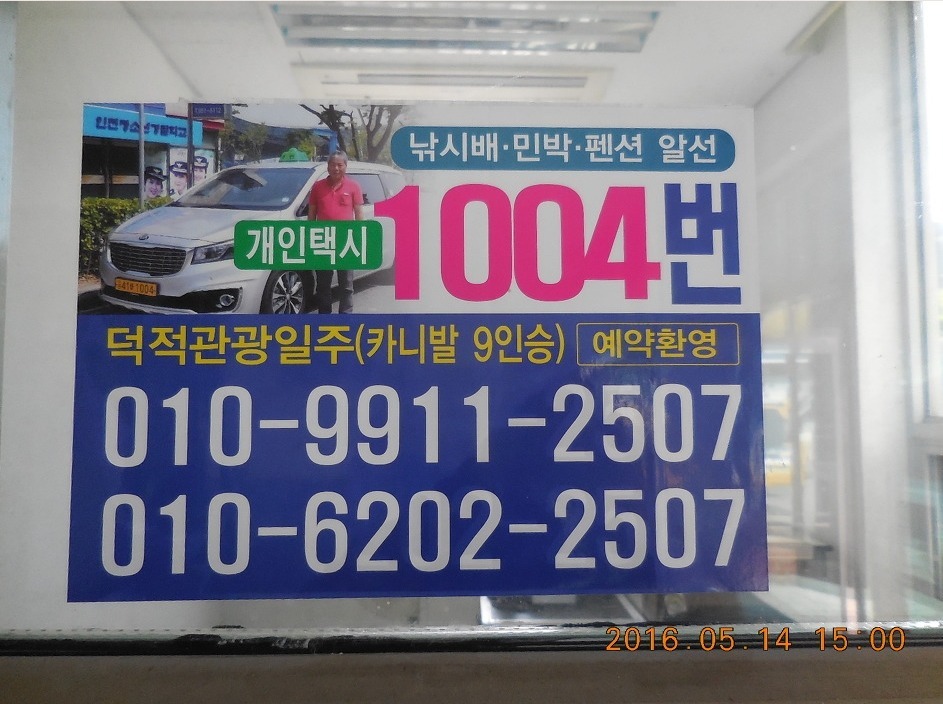 낚시배·민박·펜션 알선
개인택시 1004번
덕적관광일주(카니발 9인승) 예약환영
010-9911-2507
010-6202-2507
2016.05.14 15:00